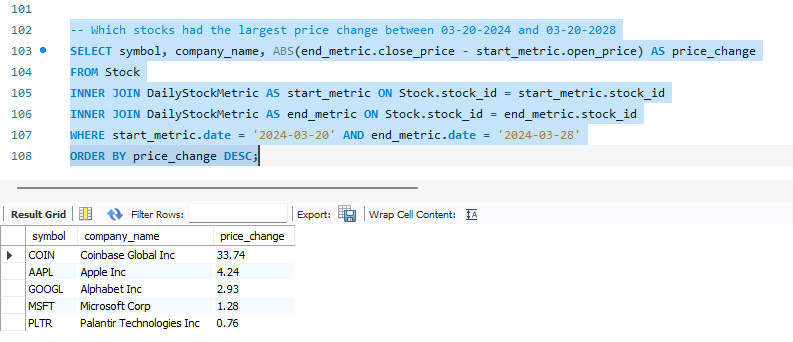 101
102 -- Which stocks had the largest price change between 03-20-2024 and 03-20-2028
103 SELECT symbol, company_name, ABS(end_metric.close_price - start_metric.open_price) AS price_change
104 FROM Stock
105 INNER JOIN DailyStockMetric AS start_metric ON Stock.stock_id = start_metric.stock_id
106 INNER JOIN DailyStockMetric AS end_metric ON Stock.stock_id = end_metric.stock_id
107 WHERE start_metric.date = '2024-03-20' AND end_metric.date = '2024-03-28'
108 ORDER BY price_change DESC;
Result Grid Filter Rows: Export: Wrap Cell Content:
symbol company_name price_change
COIN Coinbase Global Inc 33.74
AAPL Apple Inc 4.24
GOOGL Alphabet Inc 2.93
MSFT Microsoft Corp 1.28
PLTR Palantir Technologies Inc 0.76